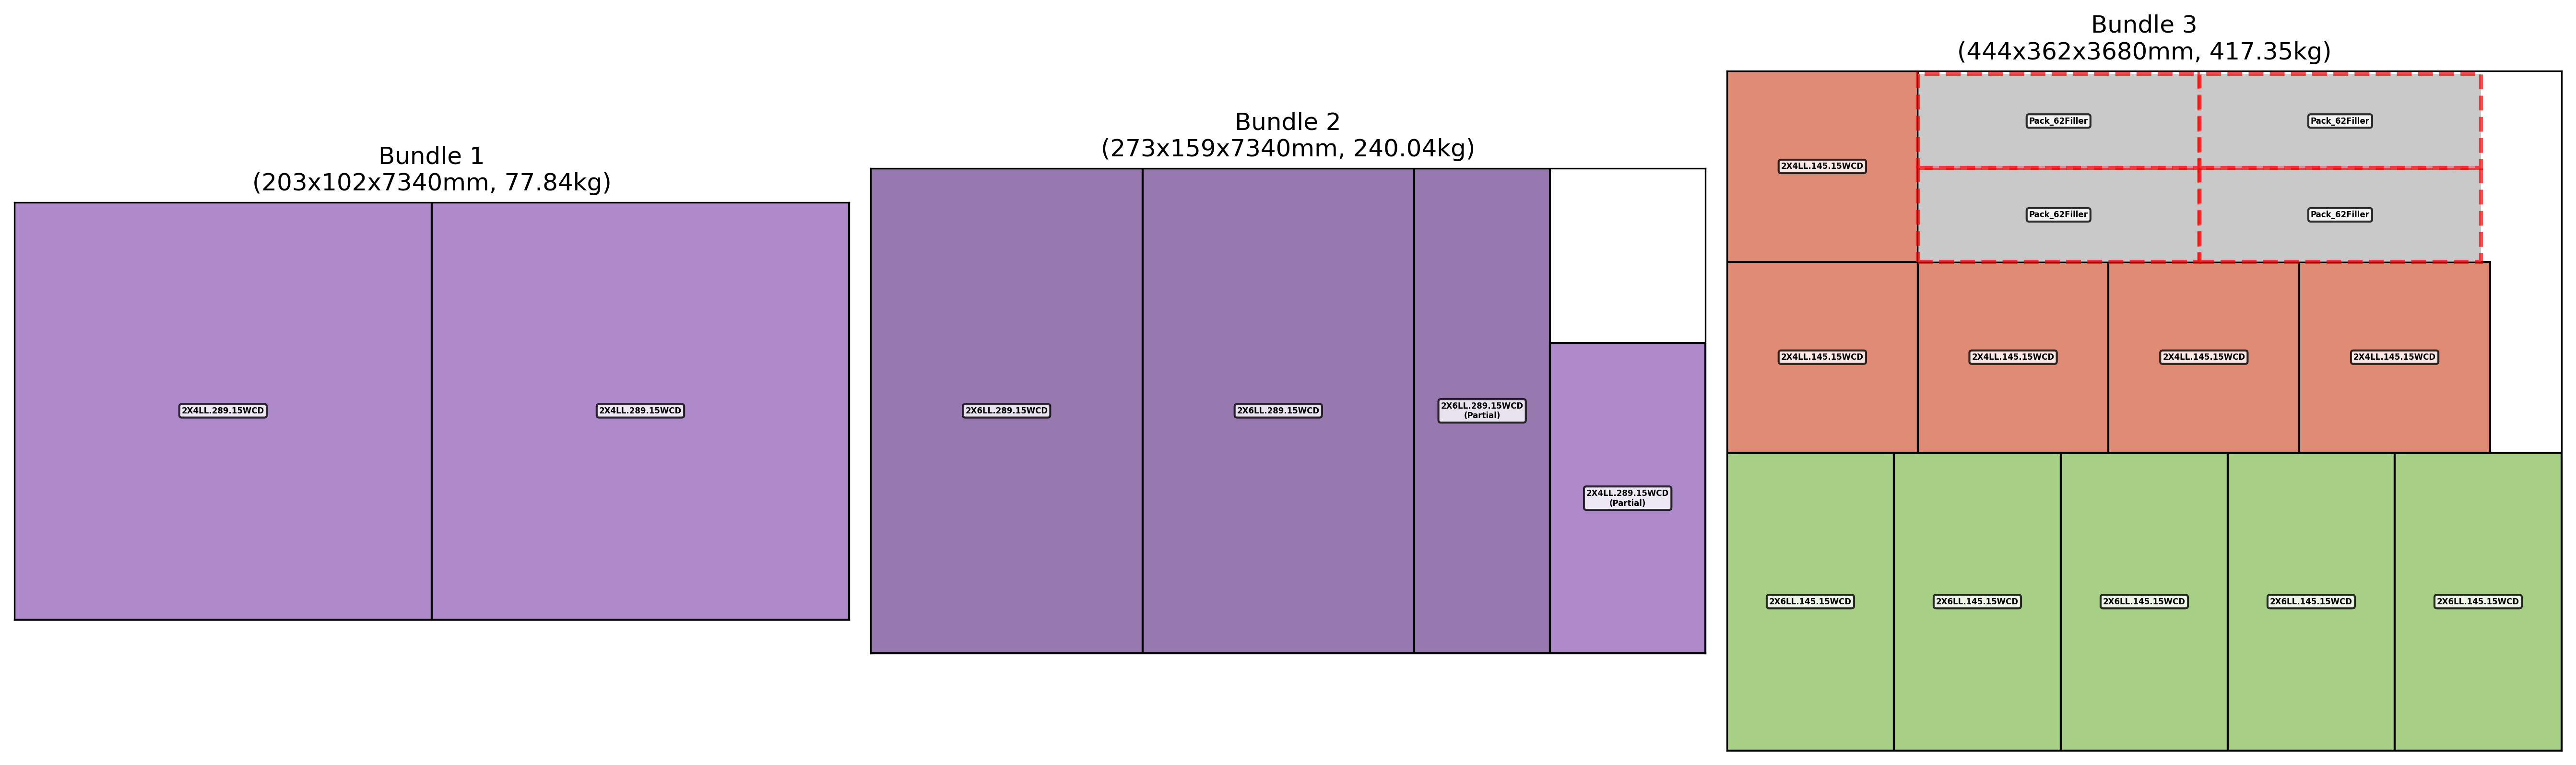 Bundle 1
(203x102x7340mm, 77.84kg)
2X4LL.289.15WCD
2X4LL.289.15WCD
Bundle 2
(273x159x7340mm, 240.04kg)
2X6LL.289.15WCD
2X6LL.289.15WCD
2X6LL.289.15WCD
(Partial)
2X4LL.289.15WCD
(Partial)
Bundle 3
(444x362x3680mm, 417.35kg)
2X4LL.145.15WCD
Pack_62Filler
Pack_62Filler
Pack_62Filler
Pack_62Filler
2X4LL.145.15WCD
2X4LL.145.15WCD
2X4LL.145.15WCD
2X4LL.145.15WCD
2X6LL.145.15WCD
2X6LL.145.15WCD
2X6LL.145.15WCD
2X6LL.145.15WCD
2X6LL.145.15WCD